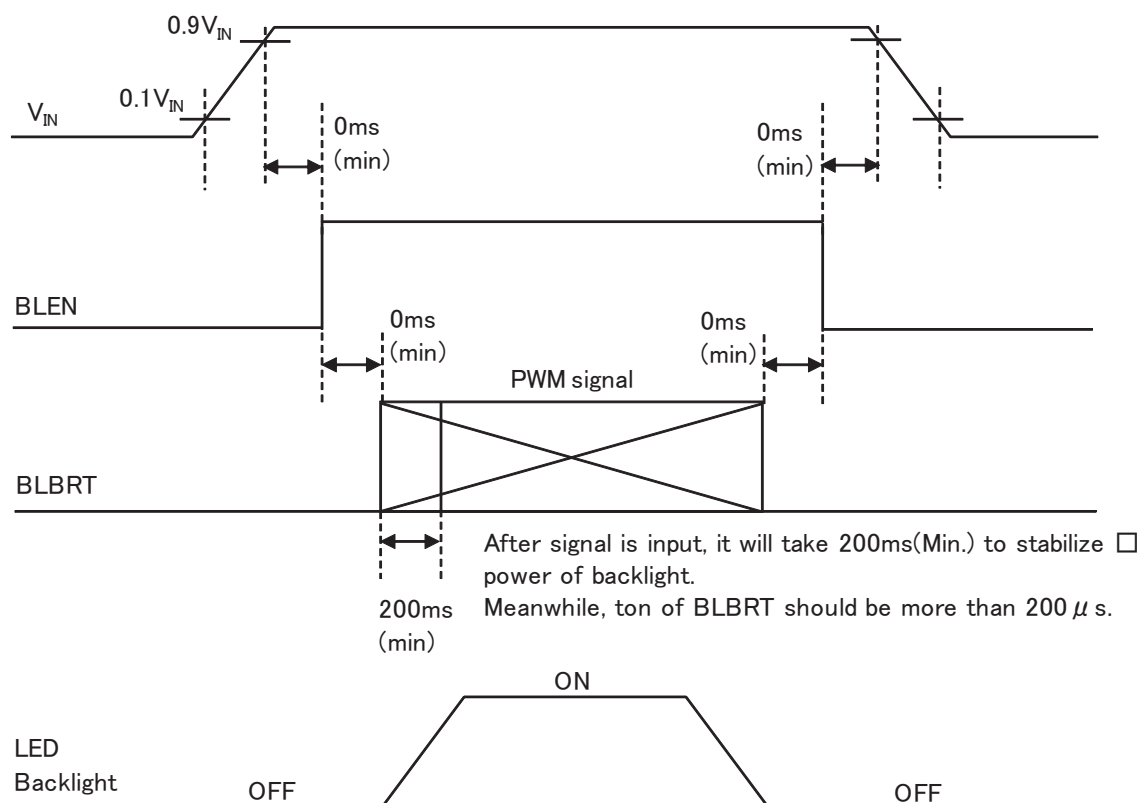 0.9VIN
0.1VIN
VIN
0ms
(min)
0ms
(min)
BLEN
0ms
(min)
0ms
(min)
PWM signal
BLBRT
After signal is input, it will take 200ms(Min.) to stabilize □
power of backlight.
Meanwhile, ton of BLBRT should be more than 200μs.
200ms
(min)
ON
LED
Backlight
OFF
OFF